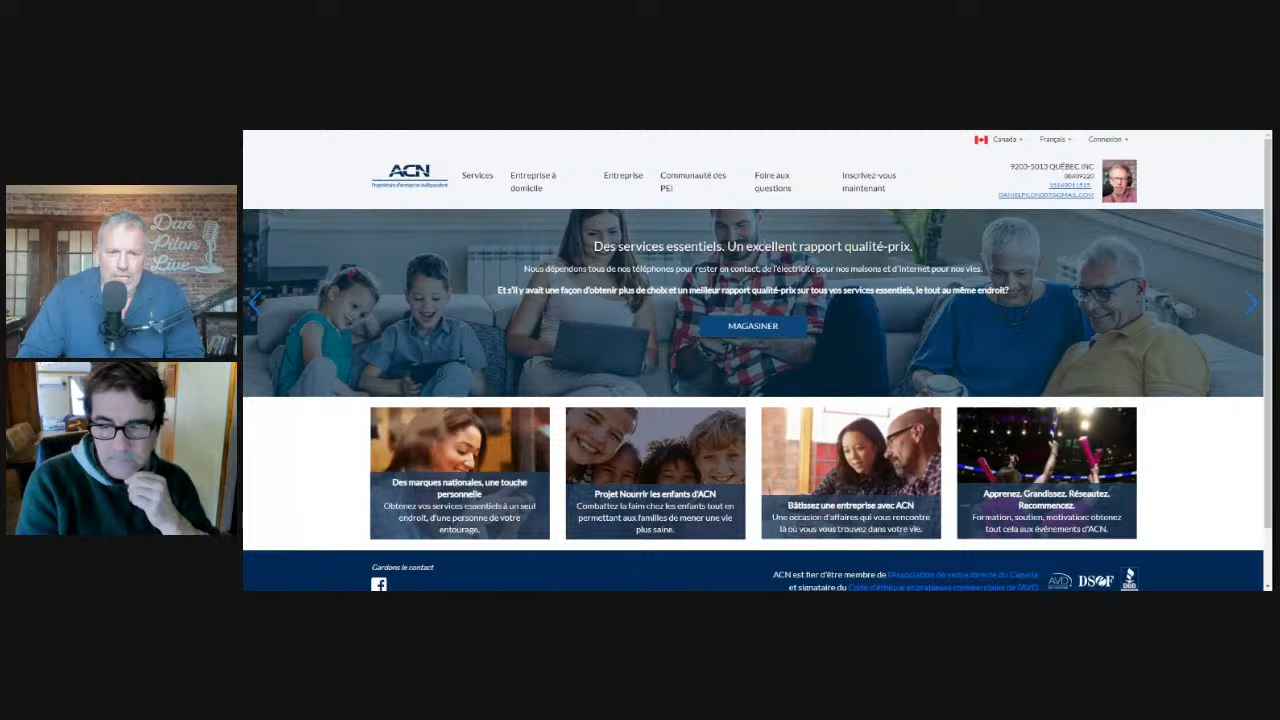 Dan
Pilon
Live
Canada
Français
Connexion
ACN
Propriétaire d'entreprise indépendant
Services
Entreprise à
domicile
Entreprise
Communauté des
PEI
Foire aux
questions
Inscrivez-vous
maintenant
9203-5013 QUÉBEC INC
Des services essentiels. Un excellent rapport qualité-prix.
Nous dépendons tous de nos téléphones pour rester en contact, de l'électricité pour nos maisons et d'Internet pour nos vies.
Et s'il y avait une façon d'obtenir plus de choix et un meilleur rapport qualité-prix sur tous vos services essentiels, le tout au même endroit?
MAGASINER
Des marques nationales, une touche
personnelle
Obtenez vos services essentiels à un seul
endroit, d'une personne de votre
entourage.
Projet Nourrir les enfants d'ACN
Combattez la faim chez les enfants tout en
permettant aux familles de mener une vie
plus saine.
Bâtissez une entreprise avec ACN
Une occasion d'affaires qui vous rencontre
là où vous vous trouvez dans votre vie.
Apprenez. Grandissez. Réseautez.
Recommencez.
Formation, soutien, motivation: obtenez
tout cela aux événements d'ACN.
Gardons le contact
ACN est fier d'être membre de l'Association de vente directe du Canada
et signataire du Code d'éthique et pratiques commerciales de l'AVD
AVD
DSEF
BBB